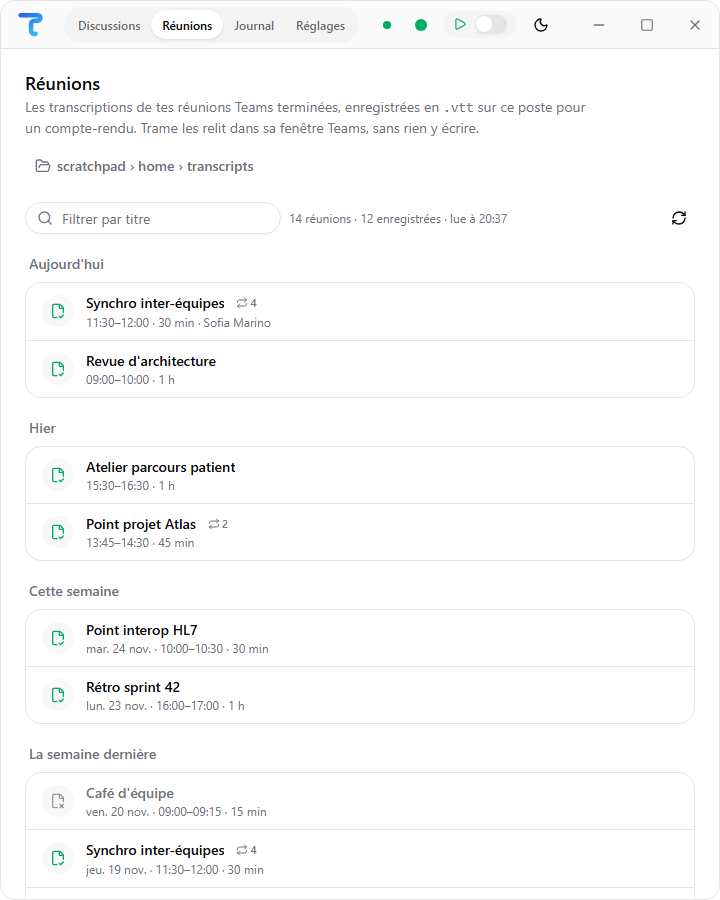 Discussions
Réunions
Journal
Réglages
Réunions
Les transcriptions de tes réunions Teams terminées, enregistrées en .vtt sur ce poste pour
un compte-rendu. Trame les relit dans sa fenêtre Teams, sans rien y écrire.
scratchpad › home › transcripts
Filtrer par titre
14 réunions · 12 enregistrées · lue à 20:37
Aujourd'hui
Synchro inter-équipes 4
11:30–12:00 · 30 min · Sofia Marino
Revue d'architecture
09:00–10:00 · 1 h
Hier
Atelier parcours patient
15:30–16:30 · 1 h
Point projet Atlas 2
13:45–14:30 · 45 min
Cette semaine
Point interop HL7
mar. 24 nov. · 10:00–10:30 · 30 min
Rétro sprint 42
lun. 23 nov. · 16:00–17:00 · 1 h
La semaine dernière
Café d'équipe
ven. 20 nov. · 09:00–09:15 · 15 min
Synchro inter-équipes 4
jeu. 19 nov. · 11:30–12:00 · 30 min